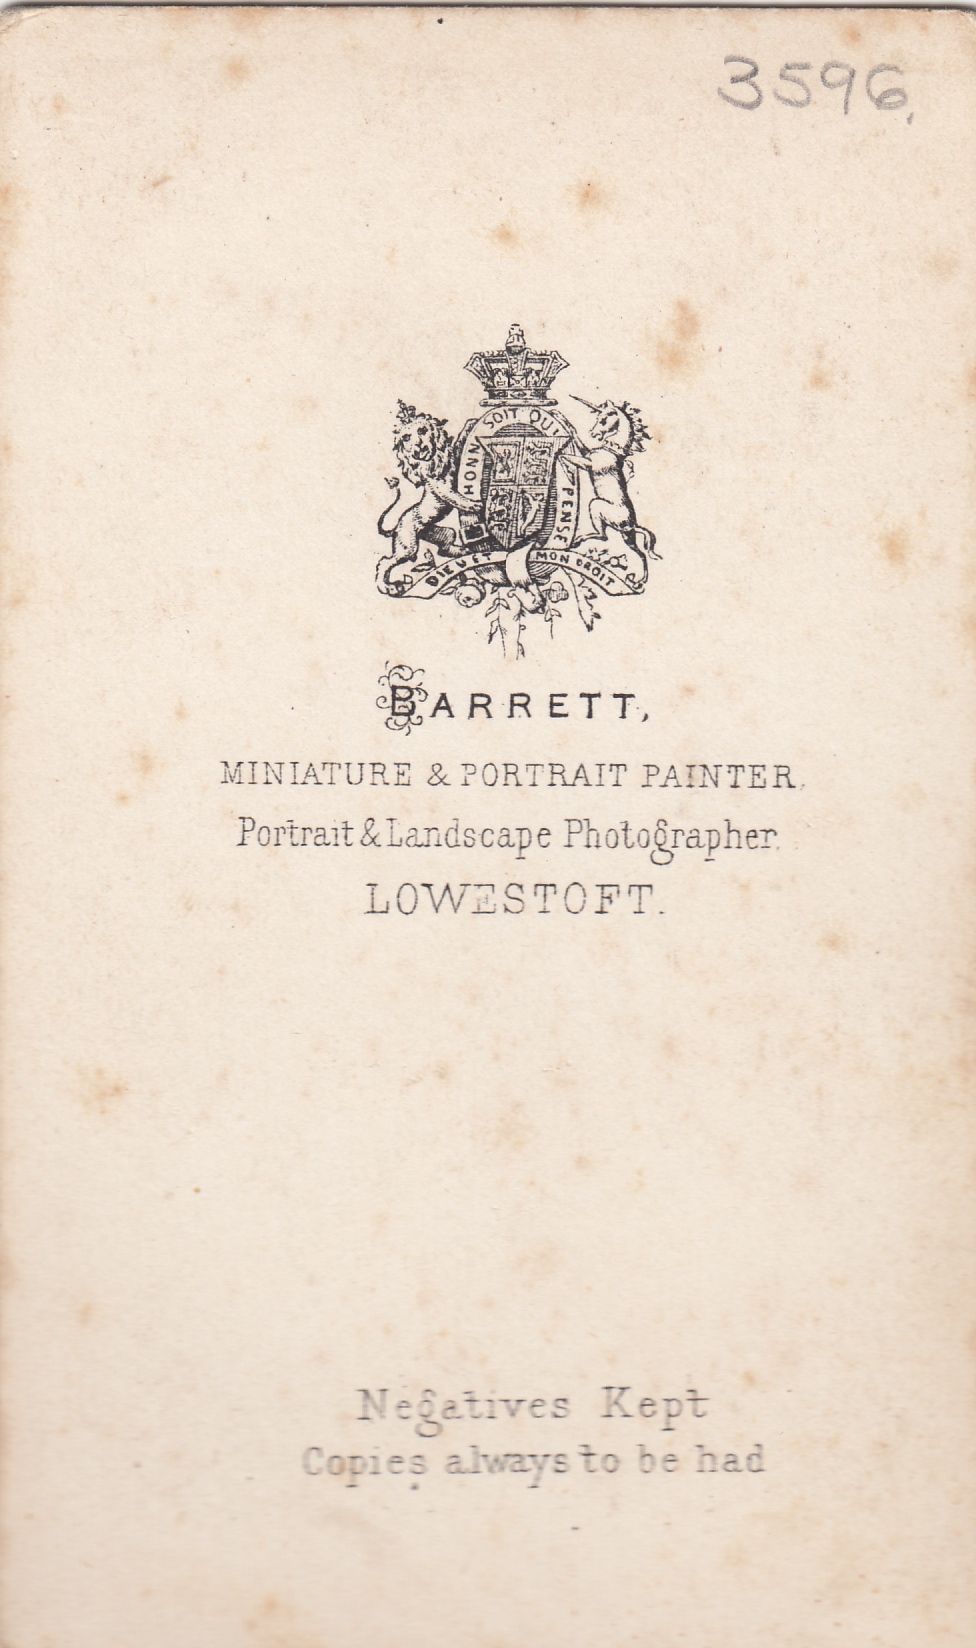 3596.
HONI SOIT QUI
PENSE
DIEU ET MON DROIT
BARRETT,
MINIATURE & PORTRAIT PAINTER.
Portrait & Landscape Photographer.
LOWESTOFT.
Negatives Kept
Copies always to be had